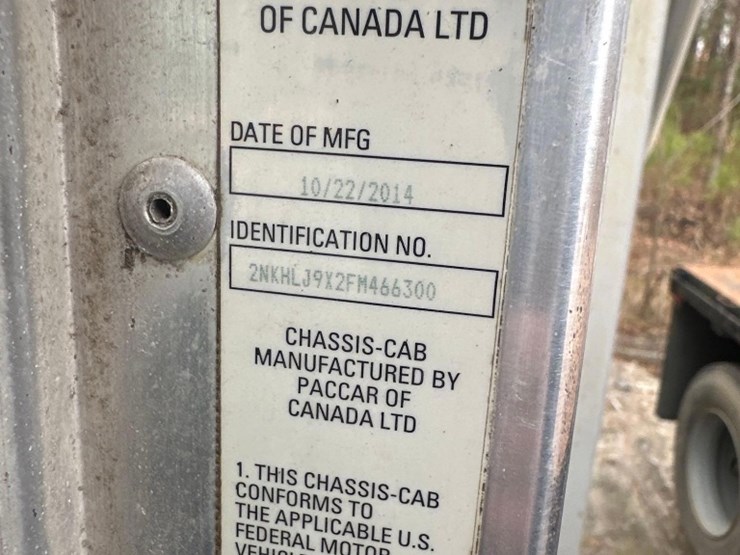 OF CANADA LTD
DATE OF MFG
10/22/2014
IDENTIFICATION NO.
2NKHLJ9X2FM466300
CHASSIS-CAB
MANUFACTURED BY
PACCAR OF
CANADA LTD
1. THIS CHASSIS-CAB
CONFORMS TO
THE APPLICABLE U.S.
FEDERAL MOTOR